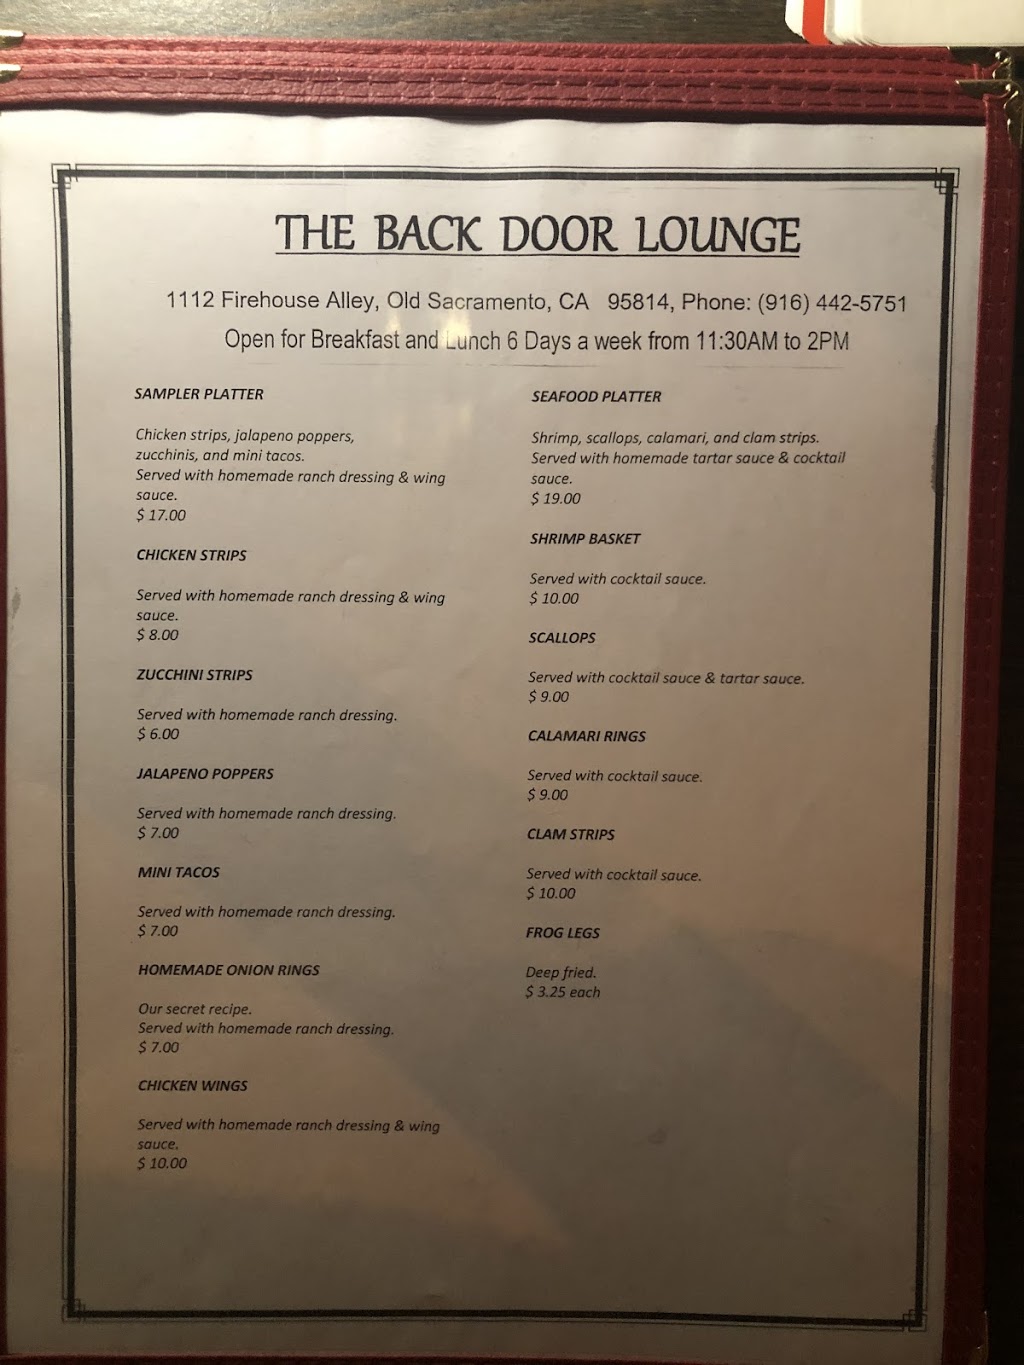 THE BACK DOOR LOUNGE
1112 Firehouse Alley, Old Sacramento, CA 95814, Phone: (916) 442-5751
Open for Breakfast and Lunch 6 Days a week from 11:30AM to 2PM
SAMPLER PLATTER
Chicken strips, jalapeno poppers,
zucchinis, and mini tacos.
Served with homemade ranch dressing & wing
sauce.
$ 17.00
CHICKEN STRIPS
Served with homemade ranch dressing & wing
sauce.
$ 8.00
ZUCCHINI STRIPS
Served with homemade ranch dressing.
$ 6.00
JALAPENO POPPERS
Served with homemade ranch dressing.
$ 7.00
MINI TACOS
Served with homemade ranch dressing.
$ 7.00
HOMEMADE ONION RINGS
Our secret recipe.
Served with homemade ranch dressing.
$ 7.00
CHICKEN WINGS
Served with homemade ranch dressing & wing
sauce.
$ 10.00
SEAFOOD PLATTER
Shrimp, scallops, calamari, and clam strips.
Served with homemade tartar sauce & cocktail
sauce.
$ 19.00
SHRIMP BASKET
Served with cocktail sauce.
$ 10.00
SCALLOPS
Served with cocktail sauce & tartar sauce.
$ 9.00
CALAMARI RINGS
Served with cocktail sauce.
$ 9.00
CLAM STRIPS
Served with cocktail sauce.
$ 10.00
FROG LEGS
Deep fried.
$ 3.25 each